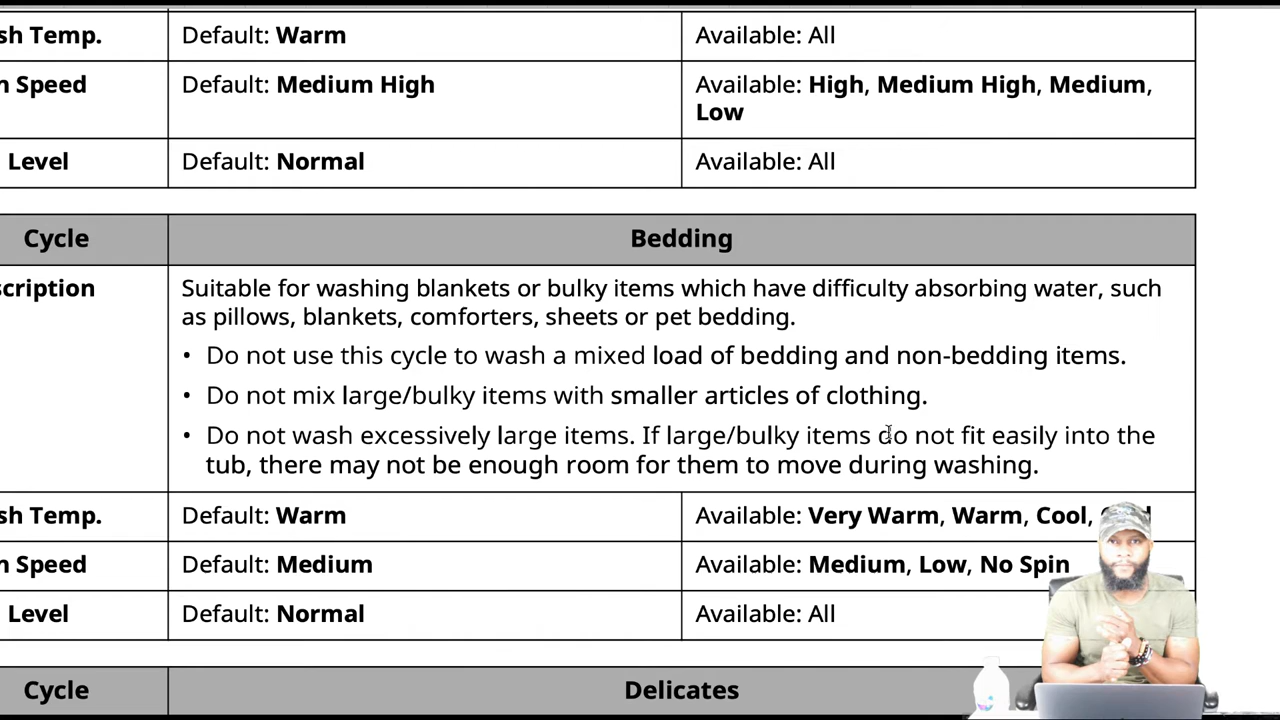 sh Temp. Default: Warm Available: All
n Speed Default: Medium High Available: High, Medium High, Medium,
Low
Level Default: Normal Available: All
Cycle Bedding
scription Suitable for washing blankets or bulky items which have difficulty absorbing water, such
as pillows, blankets, comforters, sheets or pet bedding.
• Do not use this cycle to wash a mixed load of bedding and non-bedding items.
• Do not mix large/bulky items with smaller articles of clothing.
• Do not wash excessively large items. If large/bulky items do not fit easily into the
tub, there may not be enough room for them to move during washing.
sh Temp. Default: Warm Available: Very Warm, Warm, Cool,
n Speed Default: Medium Available: Medium, Low, No Spin
Level Default: Normal Available: All
Cycle Delicates